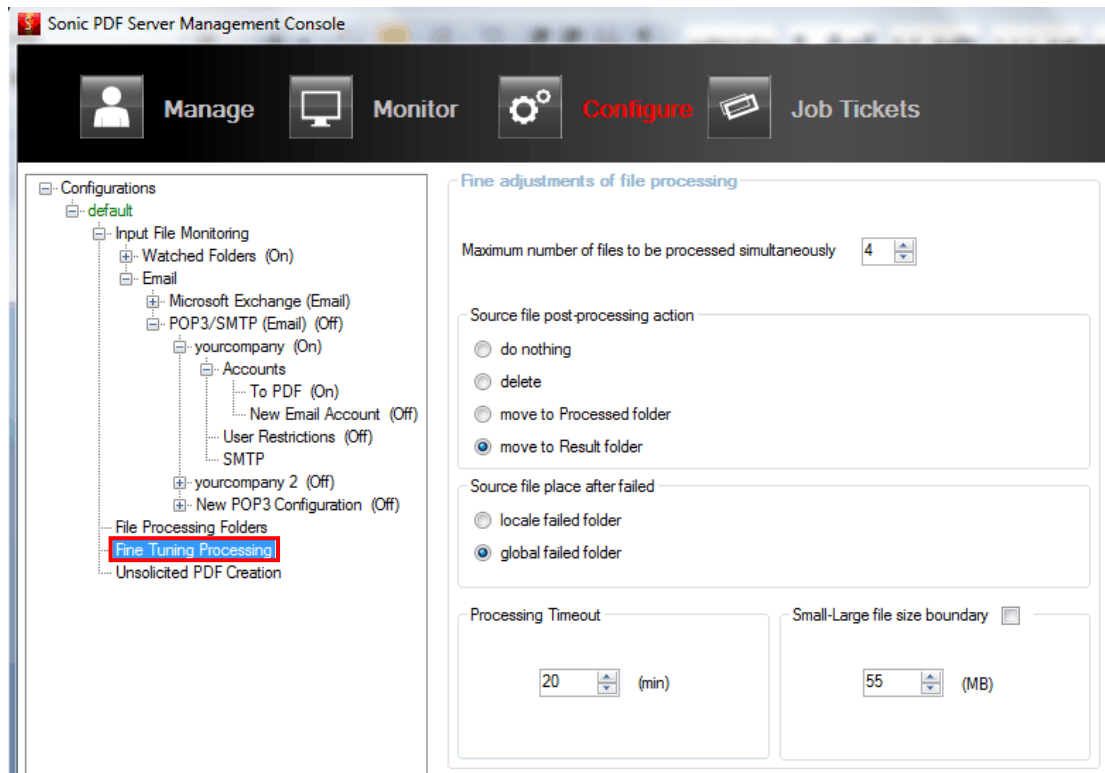 Sonic PDF Server Management Console
Manage
Monitor
Configure
Job Tickets
Configurations
default
Input File Monitoring
Watched Folders (On)
Email
Microsoft Exchange (Email)
POP3/SMTP (Email) (Off)
yourcompany (On)
Accounts
To PDF (On)
New Email Account (Off)
User Restrictions (Off)
SMTP
yourcompany 2 (Off)
New POP3 Configuration (Off)
File Processing Folders
Fine Tuning Processing
Unsolicited PDF Creation
Fine adjustments of file processing
Maximum number of files to be processed simultaneously 4
Source file post-processing action
do nothing
delete
move to Processed folder
move to Result folder
Source file place after failed
locale failed folder
global failed folder
Processing Timeout
20 (min)
Small-Large file size boundary
55 (MB)